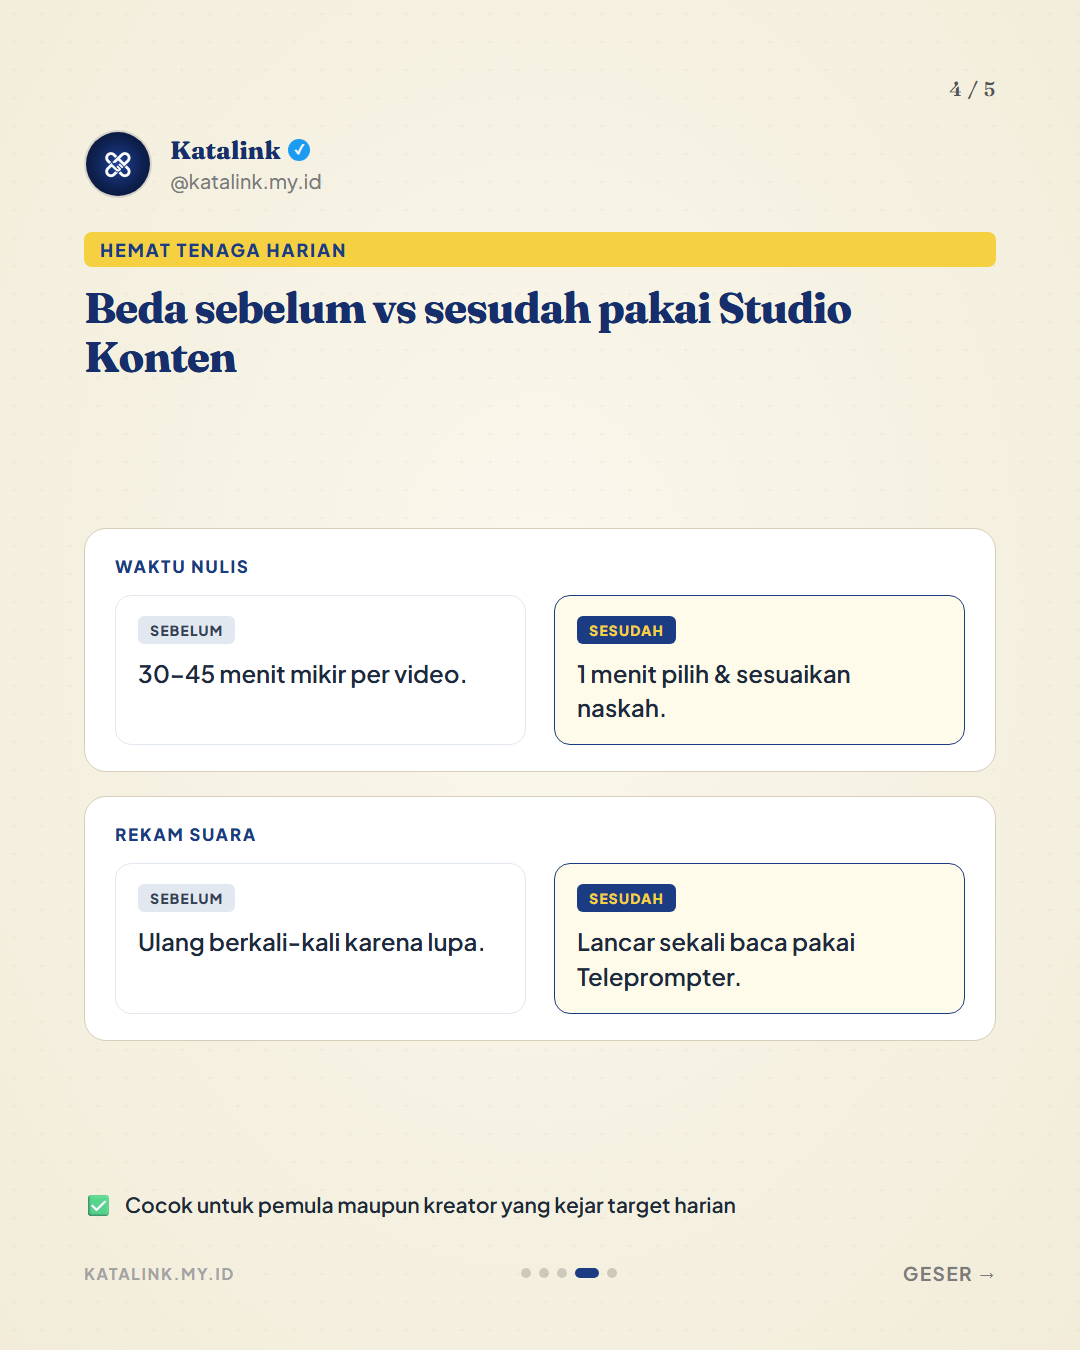 4 / 5
Katalink
@katalink.my.id
HEMAT TENAGA HARIAN
Beda sebelum vs sesudah pakai Studio
Konten
WAKTU NULIS
SEBELUM
30–45 menit mikir per video.
SESUDAH
1 menit pilih & sesuaikan
naskah.
REKAM SUARA
SEBELUM
Ulang berkali-kali karena lupa.
SESUDAH
Lancar sekali baca pakai
Teleprompter.
✅ Cocok untuk pemula maupun kreator yang kejar target harian
KATALINK.MY.ID
GESER →